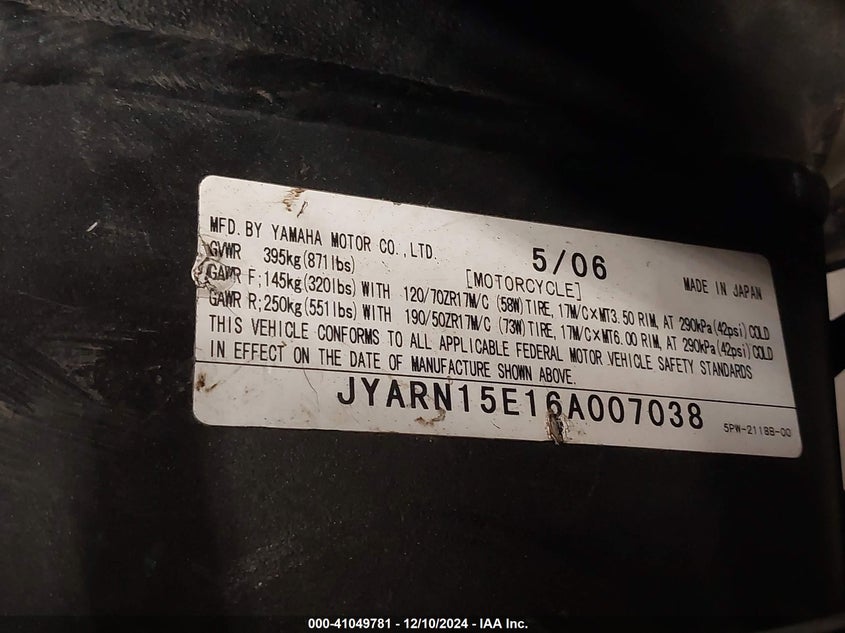 MFD. BY YAMAHA MOTOR CO.,LTD. 5/06
GVWR 395kg(871lbs) [MOTORCYCLE] MADE IN JAPAN
GAWR F;145kg(320lbs) WITH 120/70ZR17M/C (58W) TIRE, 17M/C×MT3.50 RIM, AT 290kPa(42psi) COLD
GAWR R;250kg(551lbs) WITH 190/50ZR17M/C (73W) TIRE, 17M/C×MT6.00 RIM, AT 290kPa(42psi) COLD
THIS VEHICLE CONFORMS TO ALL APPLICABLE FEDERAL MOTOR VEHICLE SAFETY STANDARDS
IN EFFECT ON THE DATE OF MANUFACTURE SHOWN ABOVE.
JYARN15E16A007038
5PW-2118B-00
000-41049781 - 12/10/2024 - IAA Inc.